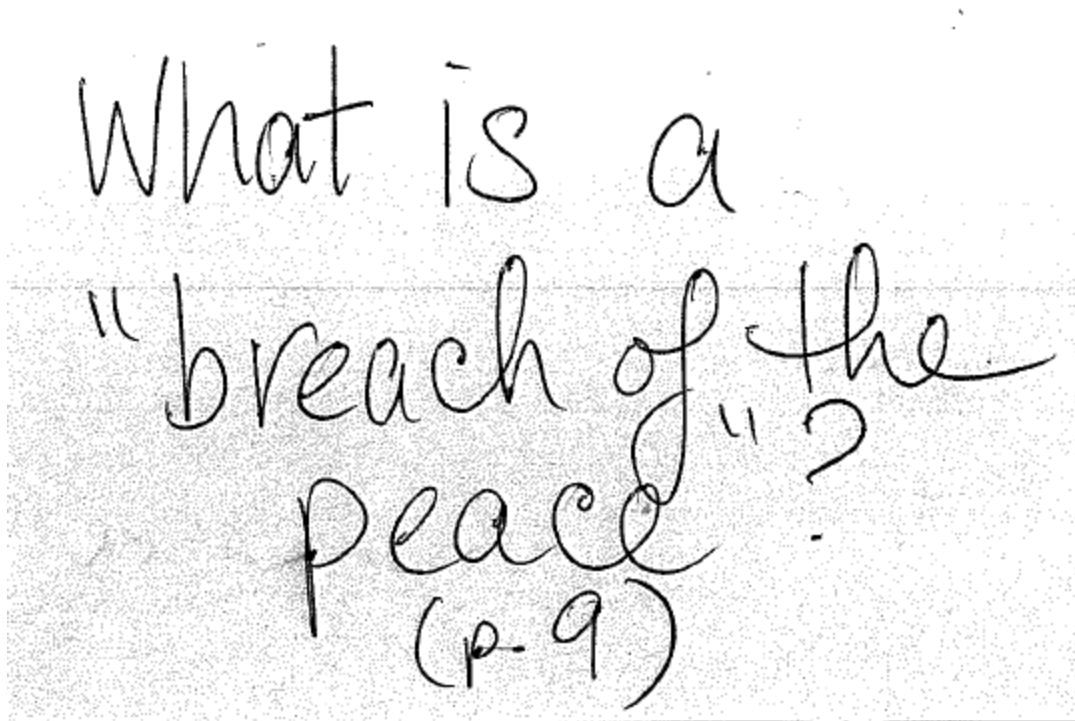 What is a
"breach of the
peace"?
(p. 9)